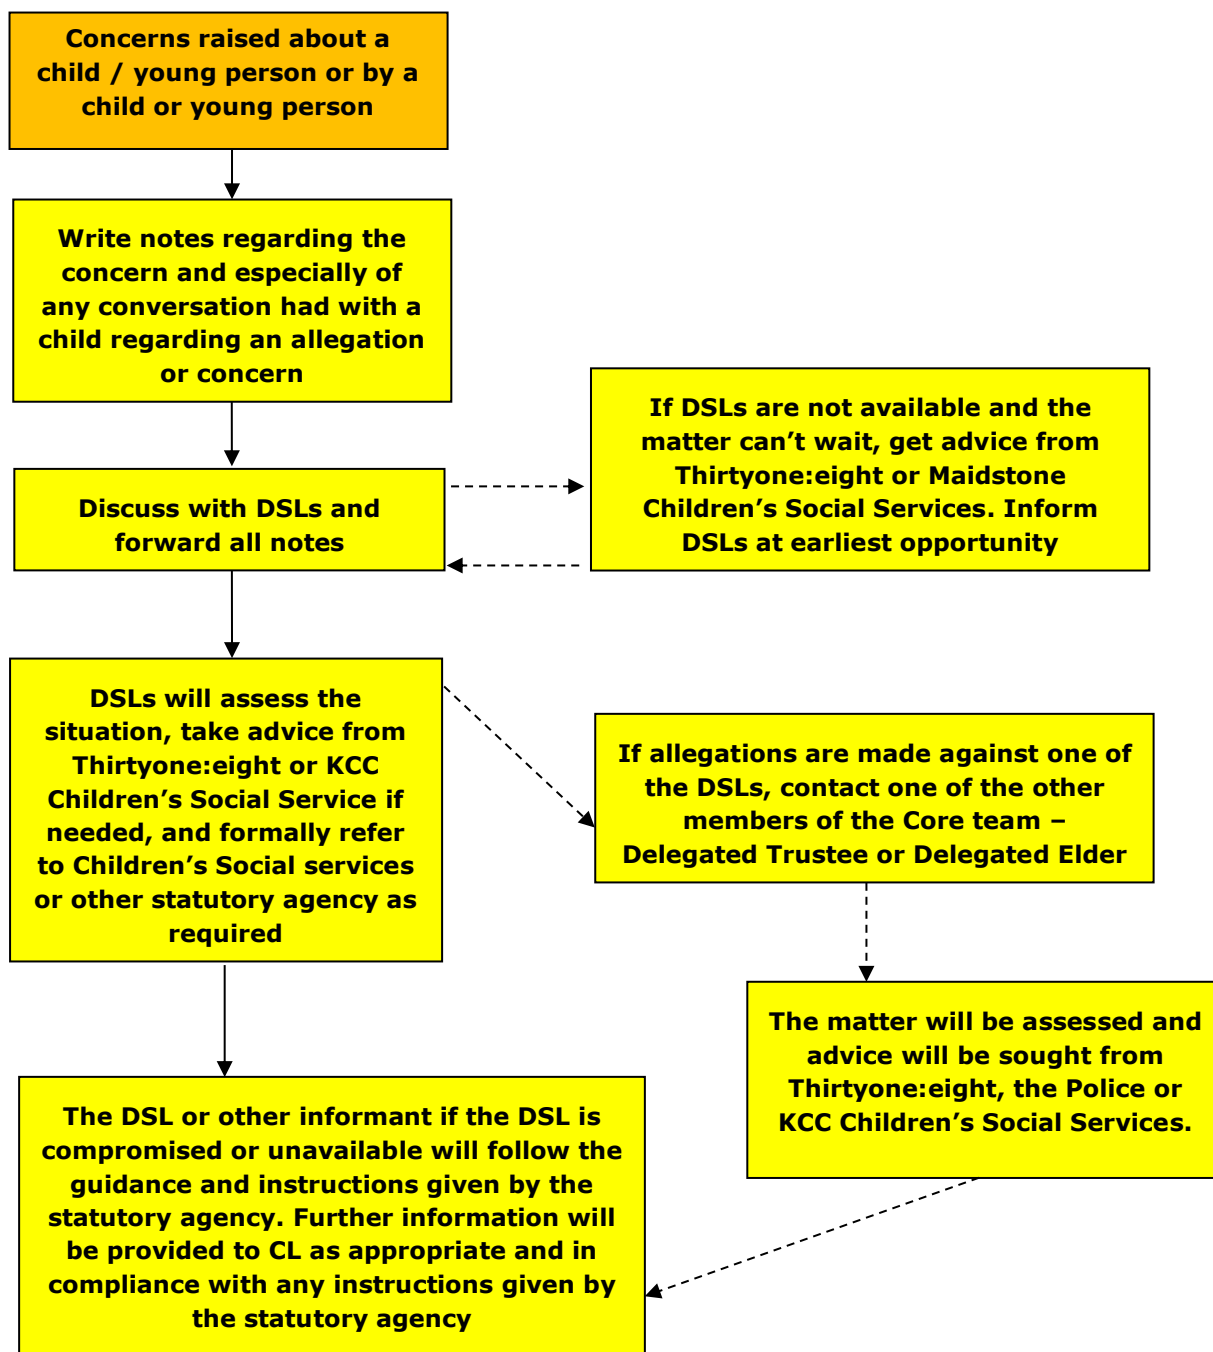 Concerns raised about a
child / young person or by a
child or young person
Write notes regarding the
concern and especially of
any conversation had with a
child regarding an allegation
or concern
If DSLs are not available and the
matter can’t wait, get advice from
Thirtyone:eight or Maidstone
Children’s Social Services. Inform
DSLs at earliest opportunity
Discuss with DSLs and
forward all notes
DSLs will assess the
situation, take advice from
Thirtyone:eight or KCC
Children’s Social Service if
needed, and formally refer
to Children’s Social services
or other statutory agency as
required
If allegations are made against one of
the DSLs, contact one of the other
members of the Core team –
Delegated Trustee or Delegated Elder
The matter will be assessed and
advice will be sought from
Thirtyone:eight, the Police or
KCC Children’s Social Services.
The DSL or other informant if the DSL is
compromised or unavailable will follow the
guidance and instructions given by the
statutory agency. Further information will
be provided to CL as appropriate and in
compliance with any instructions given by
the statutory agency